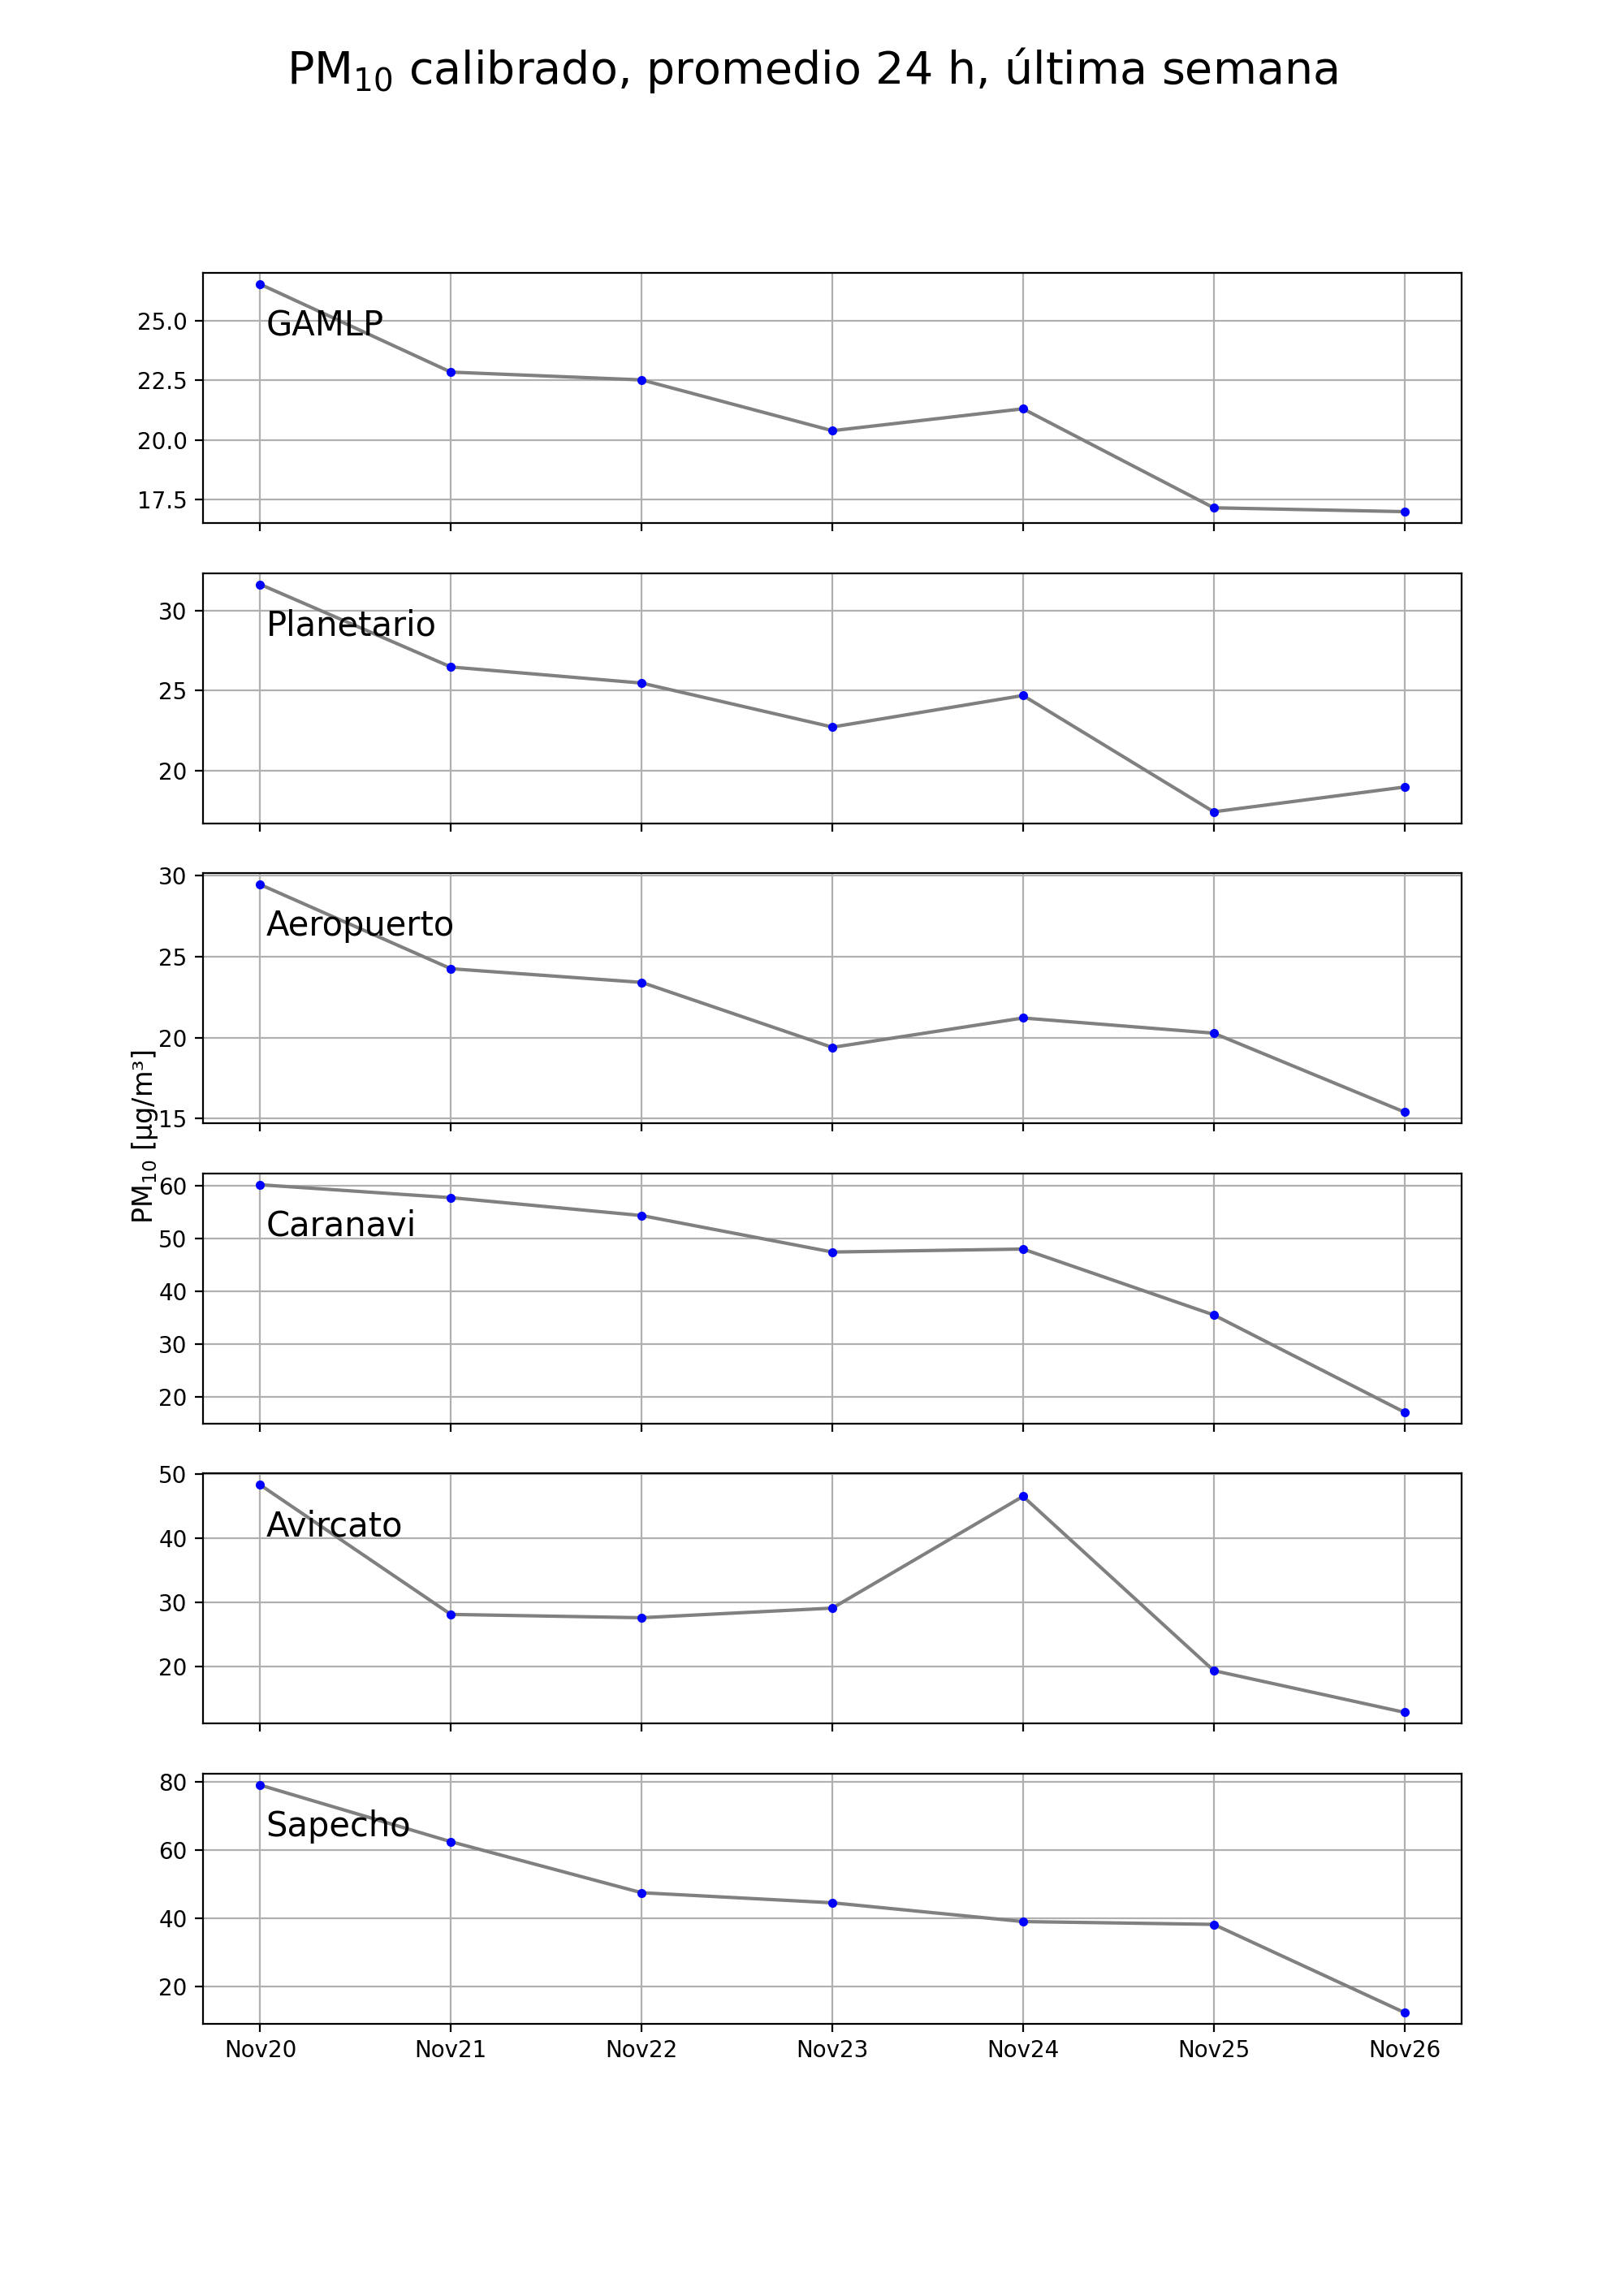 PM₁₀ calibrado, promedio 24 h, última semana
GAMLP
25.0
22.5
20.0
17.5
Planetario
30
25
20
Aeropuerto
30
25
20
15
PM₁₀ [µg/m³]
Caranavi
60
50
40
30
20
Avircato
50
40
30
20
Sapecho
80
60
40
20
Nov20 Nov21 Nov22 Nov23 Nov24 Nov25 Nov26